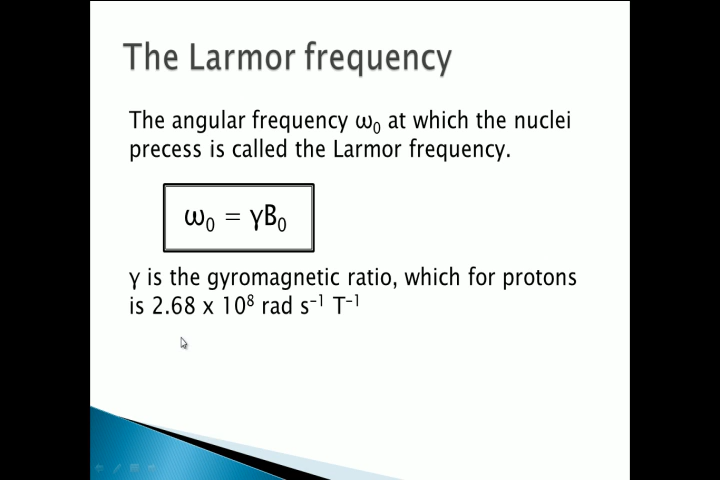 The Larmor frequency
The angular frequency ω₀ at which the nuclei
precess is called the Larmor frequency.
ω₀ = γB₀
γ is the gyromagnetic ratio, which for protons
is 2.68 x 10⁸ rad s⁻¹ T⁻¹